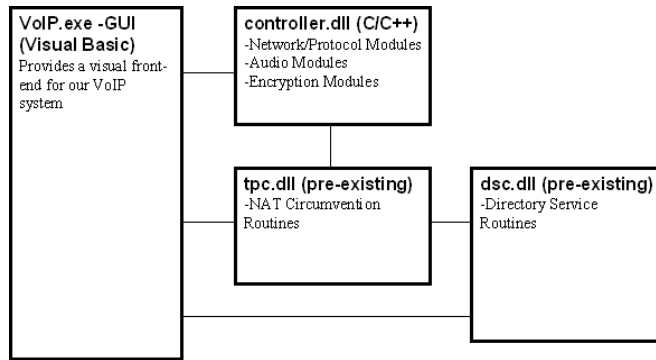 VoIP.exe -GUI
(Visual Basic)
Provides a visual front-
end for our VoIP
system
controller.dll (C/C++)
-Network/Protocol Modules
-Audio Modules
-Encryption Modules
tpc.dll (pre-existing)
-NAT Circumvention
Routines
dsc.dll (pre-existing)
-Directory Service
Routines